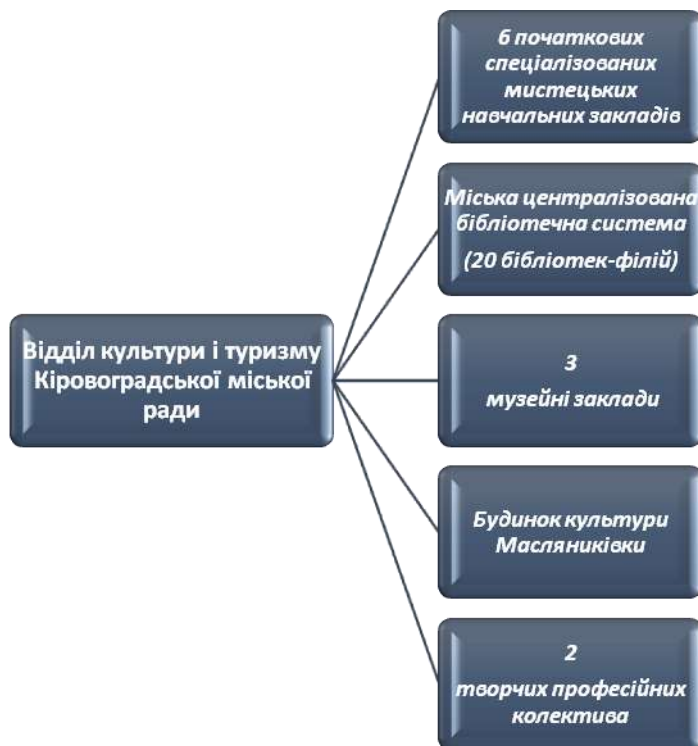 6 початкових
спеціалізованих
мистецьких
навчальних закладів
Міська централізована
бібліотечна система
(20 бібліотек-філій)
Відділ культури і туризму
Кіровоградської міської
ради
3
музейні заклади
Будинок культури
Масляниківки
2
творчих професійних
колектива